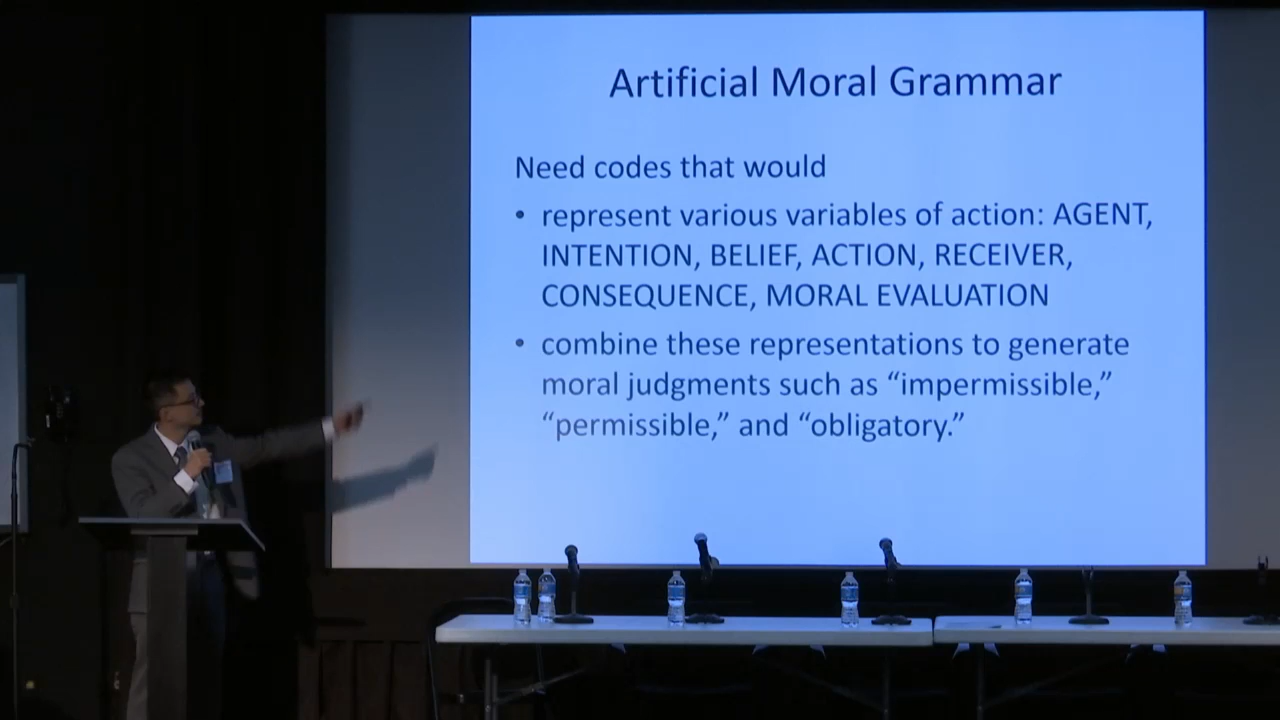 Artificial Moral Grammar
Need codes that would
• represent various variables of action: AGENT,
INTENTION, BELIEF, ACTION, RECEIVER,
CONSEQUENCE, MORAL EVALUATION
• combine these representations to generate
moral judgments such as “impermissible,”
“permissible,” and “obligatory.”